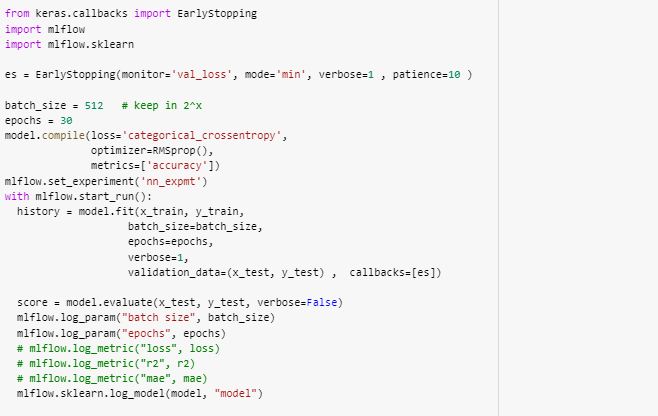 from keras.callbacks import EarlyStopping
import mlflow
import mlflow.sklearn
es = EarlyStopping(monitor='val_loss', mode='min', verbose=1 , patience=10 )
batch_size = 512   # keep in 2^x
epochs = 30
model.compile(loss='categorical_crossentropy',
              optimizer=RMSprop(),
              metrics=['accuracy'])
mlflow.set_experiment('nn_expmt')
with mlflow.start_run():
  history = model.fit(x_train, y_train,
                    batch_size=batch_size,
                    epochs=epochs,
                    verbose=1,
                    validation_data=(x_test, y_test) ,  callbacks=[es])
  score = model.evaluate(x_test, y_test, verbose=False)
  mlflow.log_param("batch size", batch_size)
  mlflow.log_param("epochs", epochs)
  # mlflow.log_metric("loss", loss)
  # mlflow.log_metric("r2", r2)
  # mlflow.log_metric("mae", mae)
  mlflow.sklearn.log_model(model, "model")